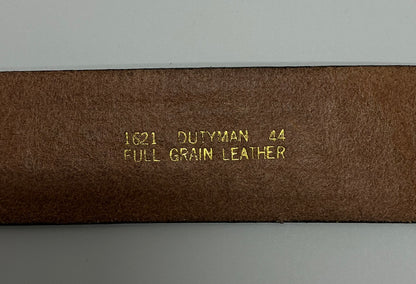 1621 DUTYMAN 44
FULL GRAIN LEATHER